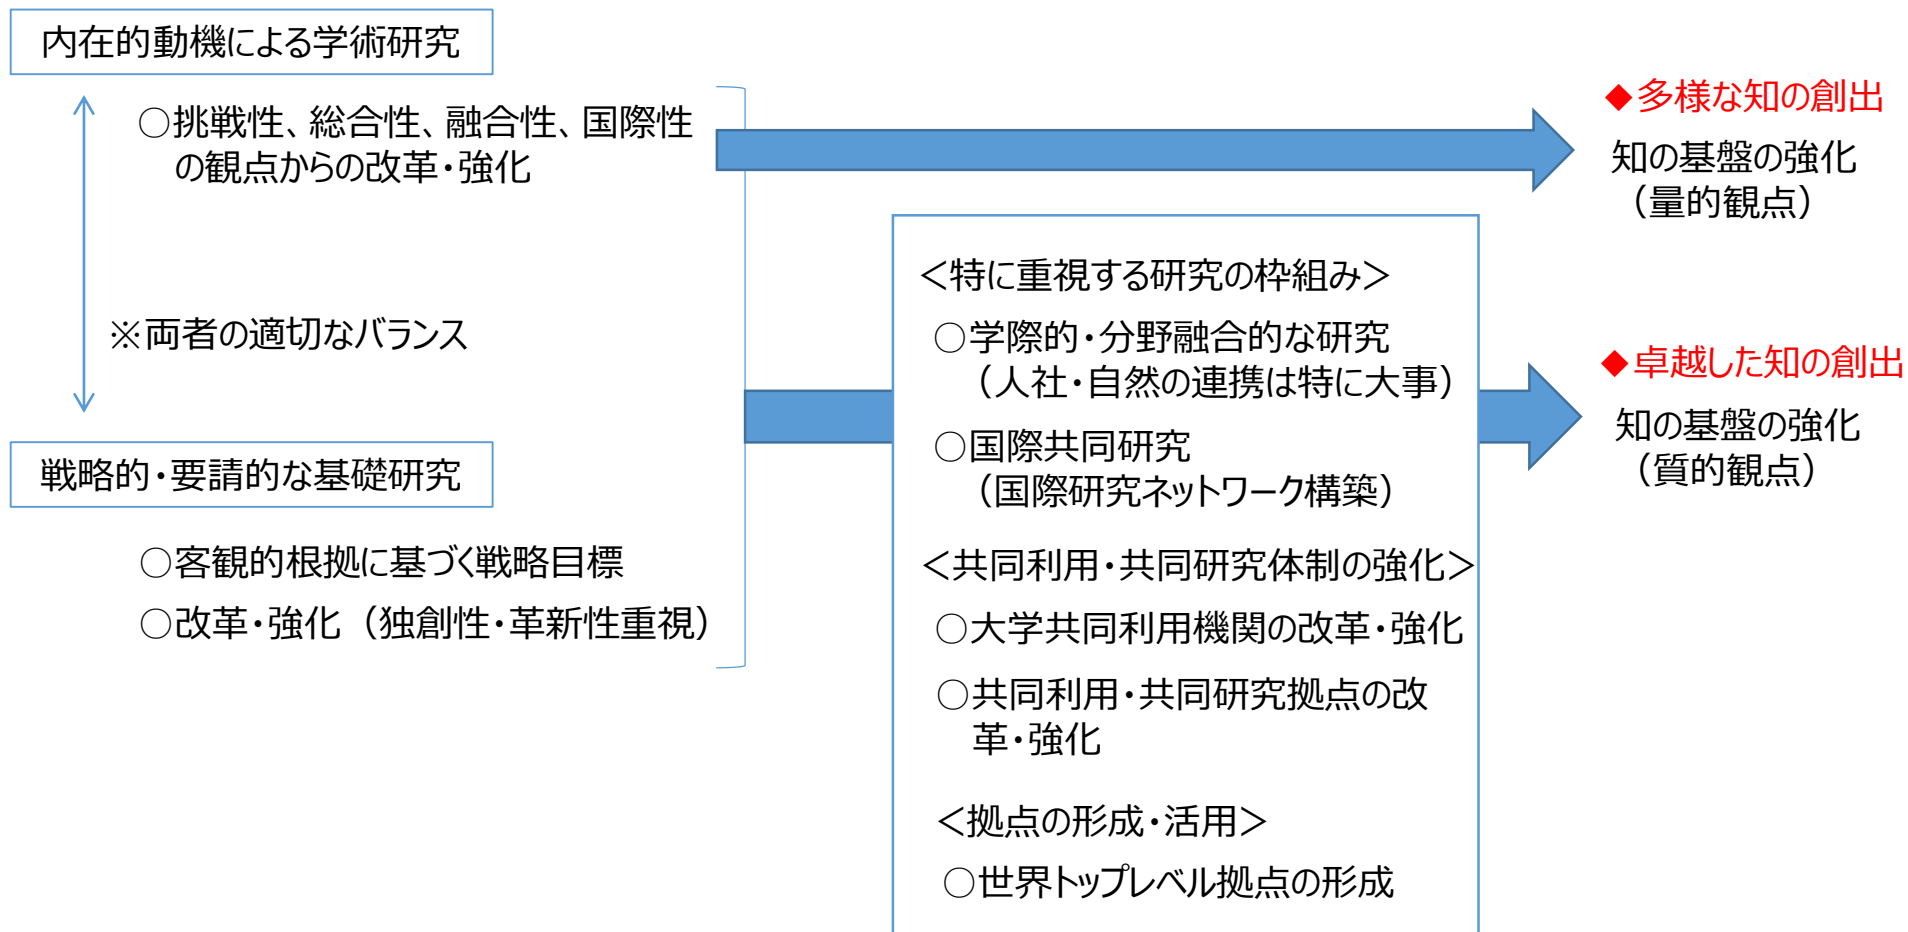 内在的動機による学術研究
○挑戦性、総合性、融合性、国際性
の観点からの改革・強化
※両者の適切なバランス
戦略的・要請的な基礎研究
○客観的根拠に基づく戦略目標
○改革・強化（独創性・革新性重視）
＜特に重視する研究の枠組み＞
○学際的・分野融合的な研究
（人社・自然の連携は特に大事）
○国際共同研究
（国際研究ネットワーク構築）
＜共同利用・共同研究体制の強化＞
○大学共同利用機関の改革・強化
○共同利用・共同研究拠点の改
革・強化
＜拠点の形成・活用＞
○世界トップレベル拠点の形成
◆多様な知の創出
知の基盤の強化
（量的観点）
◆卓越した知の創出
知の基盤の強化
（質的観点）